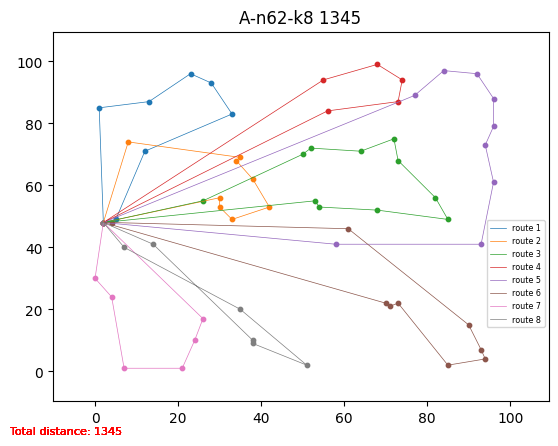 A-n62-k8 1345
100
80
60
40
20
0
0 20 40 60 80 100
route 1
route 2
route 3
route 4
route 5
route 6
route 7
route 8
Total distance: 1345